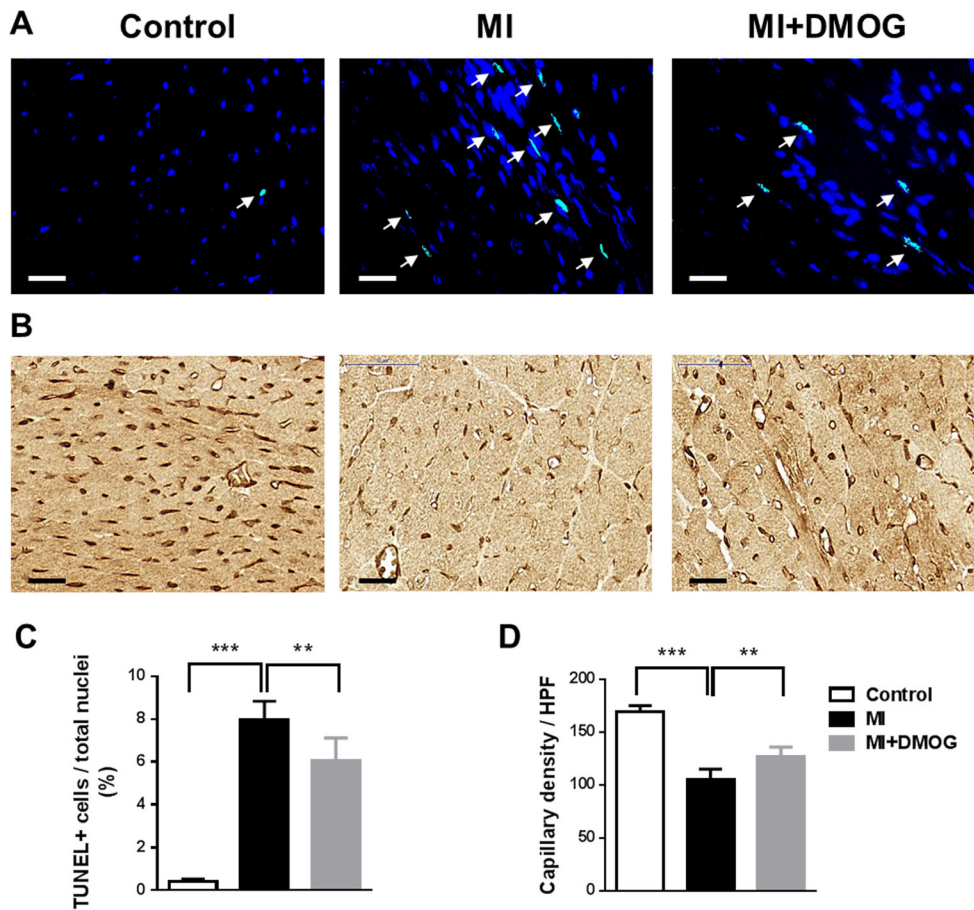 A
Control
MI
MI+DMOG
B
C
TUNEL+ cells / total nuclei
(%)
***
**
10
8
6
4
2
0
D
Capillary density / HPF
***
**
200
150
100
50
0
Control
MI
MI+DMOG